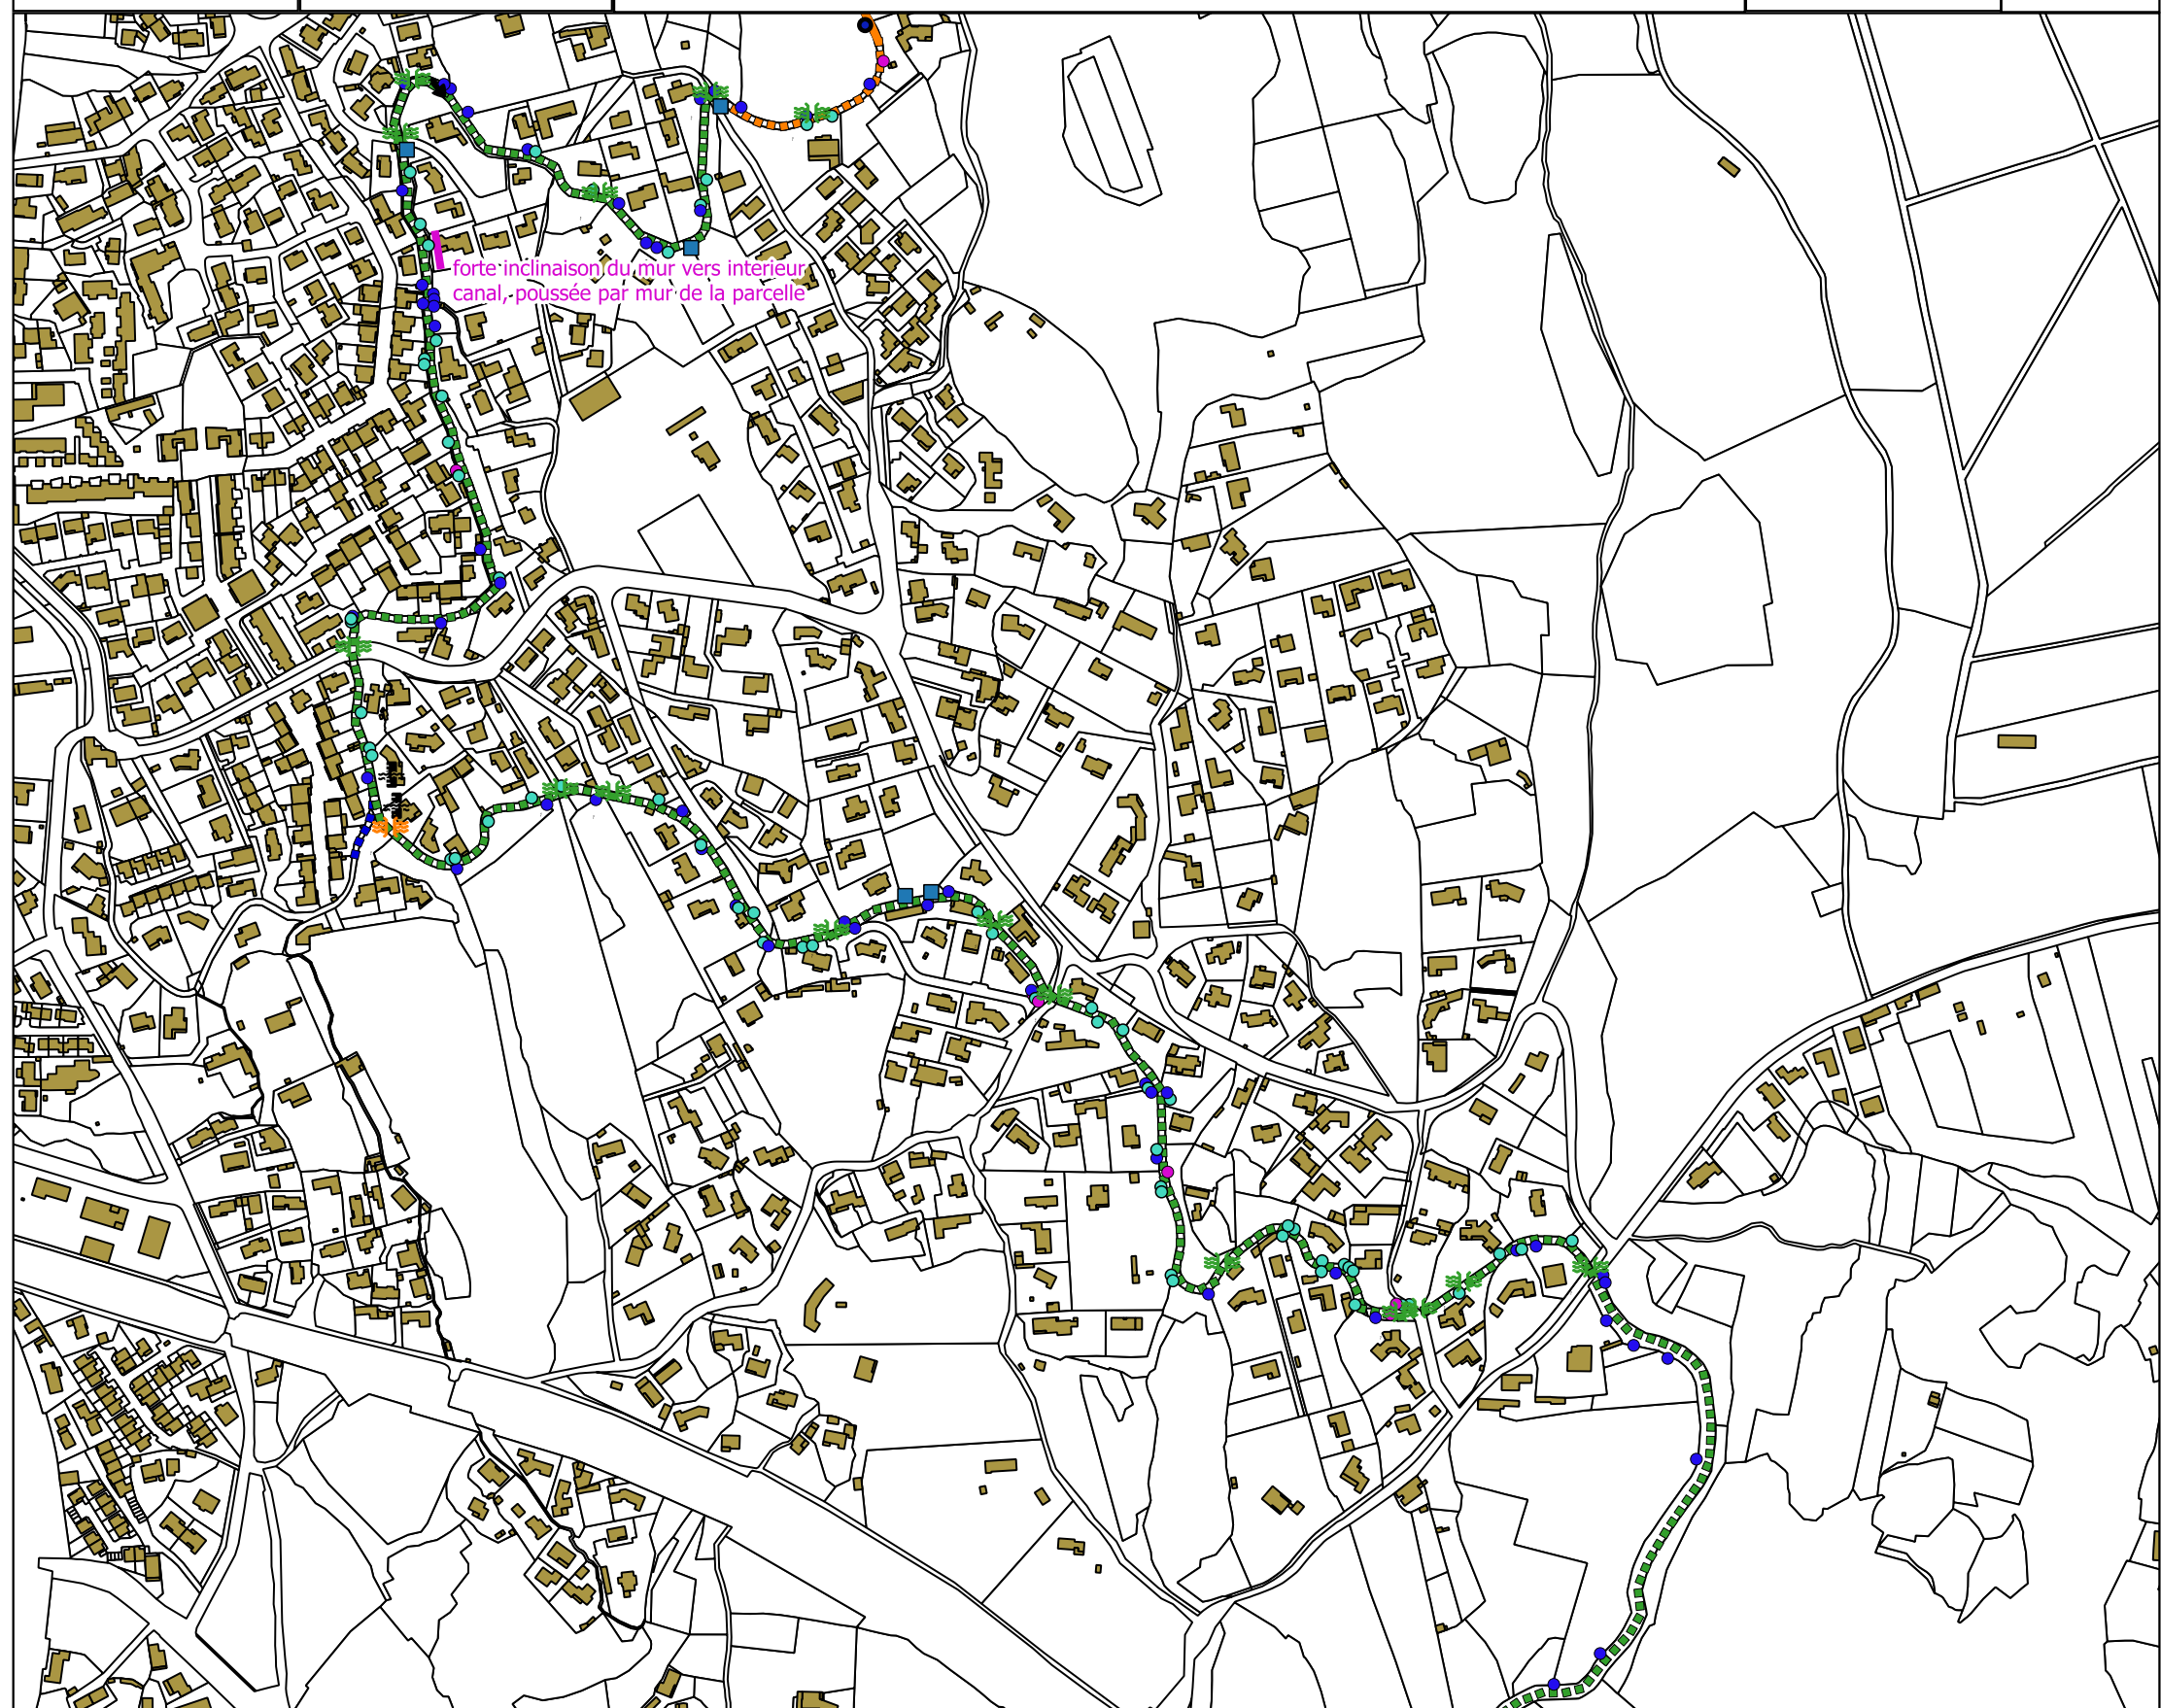 forte inclinaison du mur vers interieur
canal, poussée par mur de la parcelle